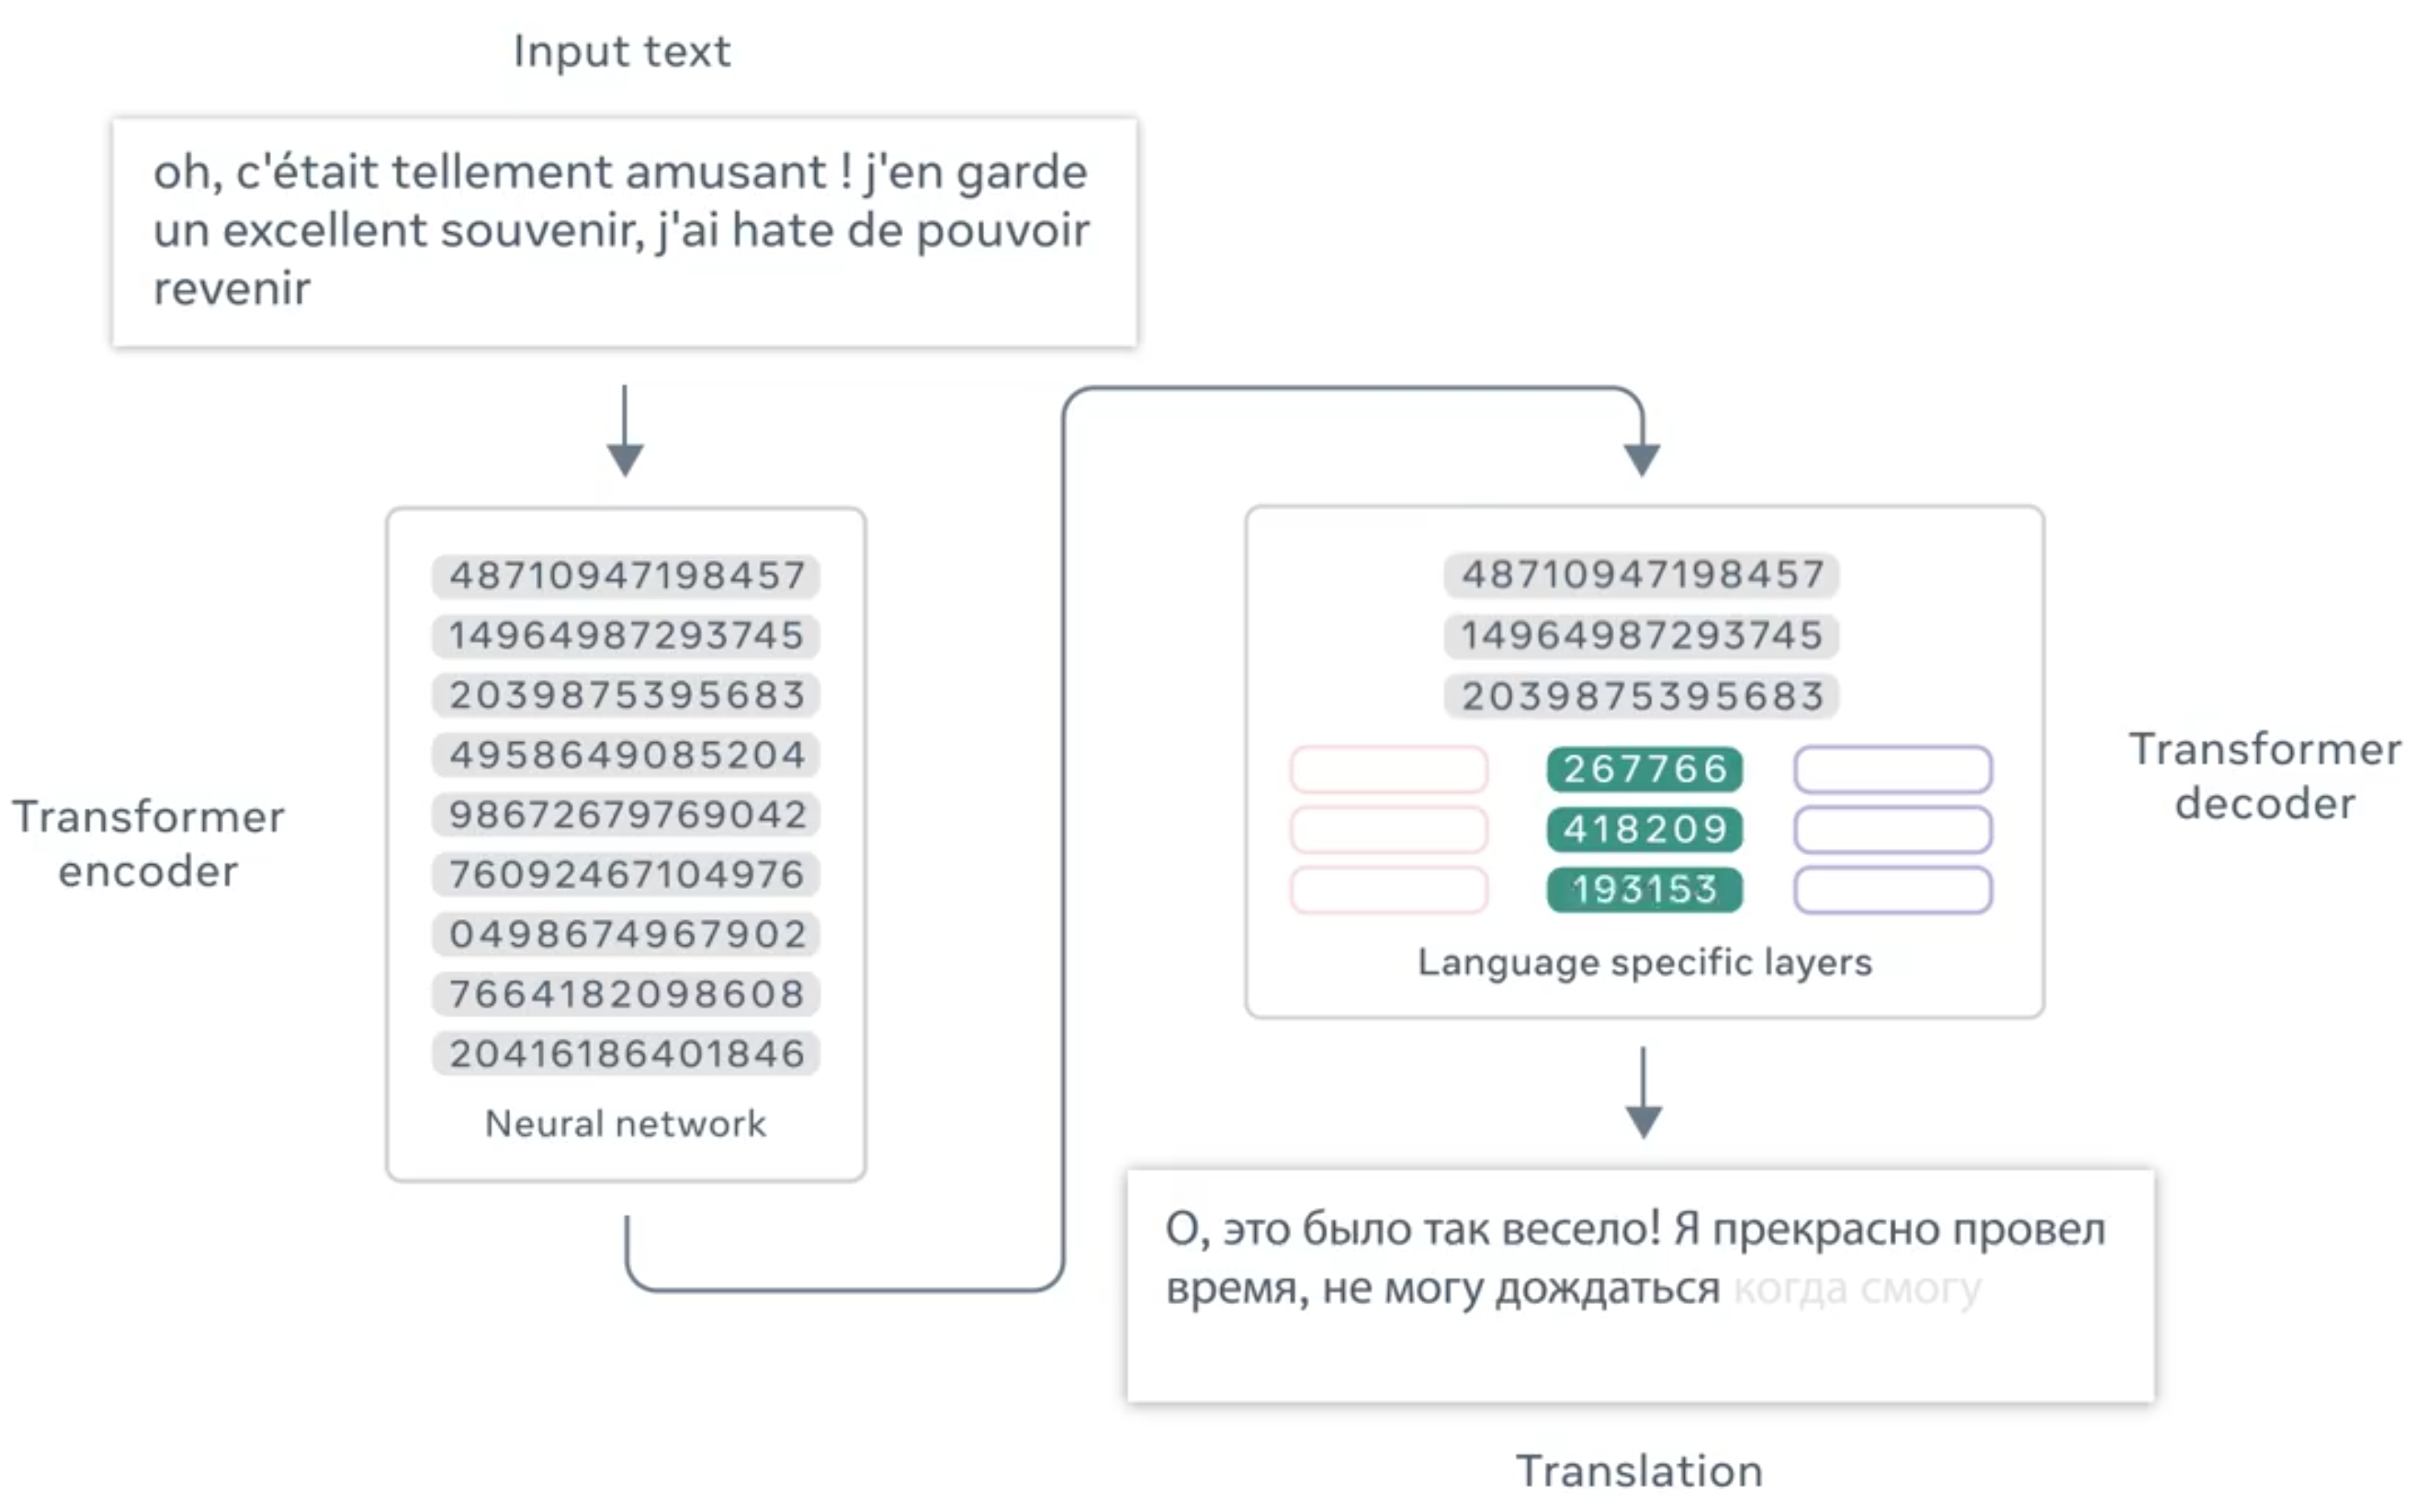 Input text
oh, c'était tellement amusant ! j'en garde
un excellent souvenir, j'ai hate de pouvoir
revenir
Transformer
encoder
48710947198457
14964987293745
2039875395683
4958649085204
98672679769042
76092467104976
0498674967902
7664182098608
20416186401846
Neural network
48710947198457
14964987293745
2039875395683
267766
418209
193153
Language specific layers
Transformer
decoder
О, это было так весело! Я прекрасно провел
время, не могу дождаться когда смогу
Translation